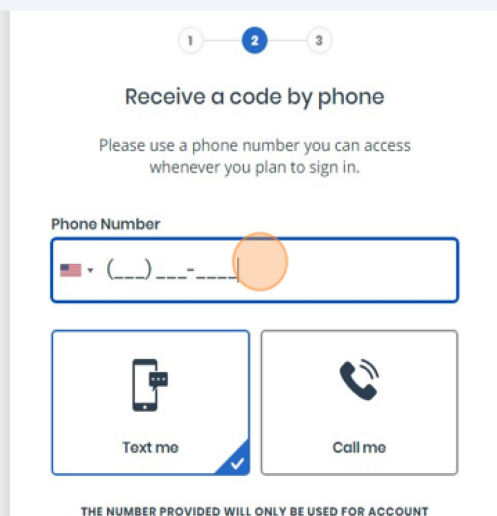 1 2 3
Receive a code by phone
Please use a phone number you can access
whenever you plan to sign in.
Phone Number
(___) ___-____
Text me Call me
THE NUMBER PROVIDED WILL ONLY BE USED FOR ACCOUNT